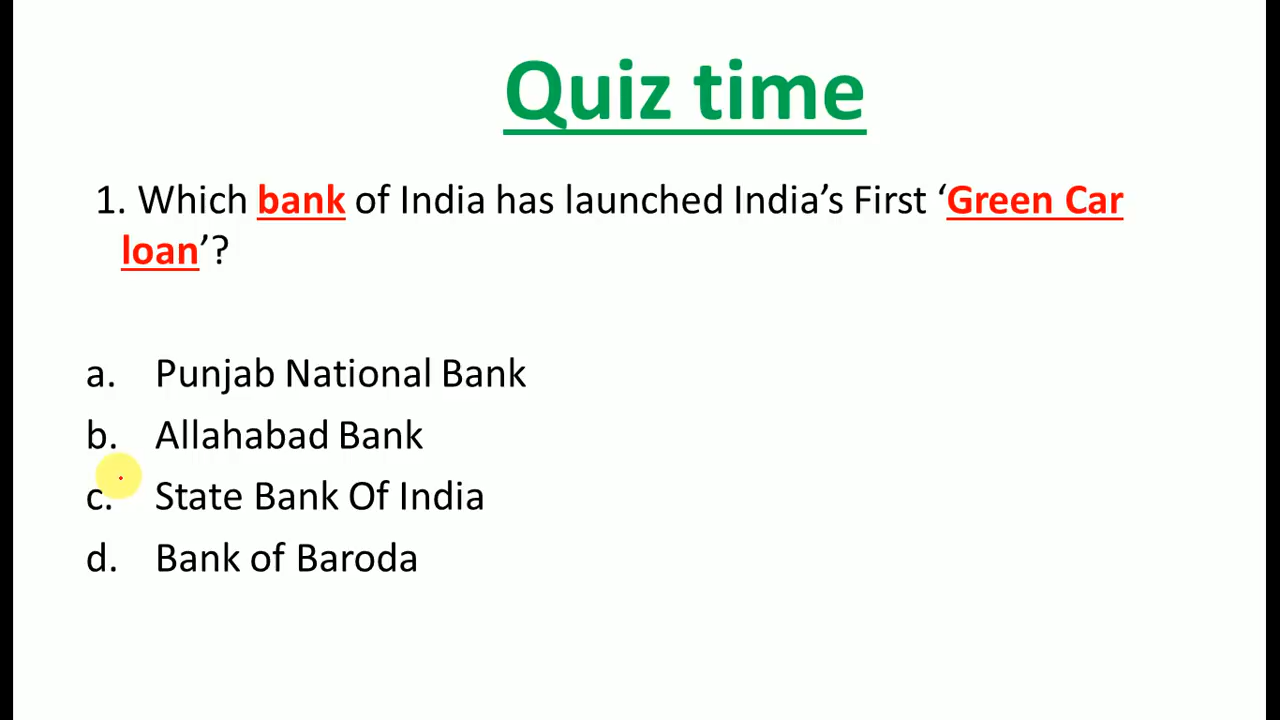 Quiz time
1. Which bank of India has launched India’s First ‘Green Car
loan’?
a. Punjab National Bank
b. Allahabad Bank
c. State Bank Of India
d. Bank of Baroda